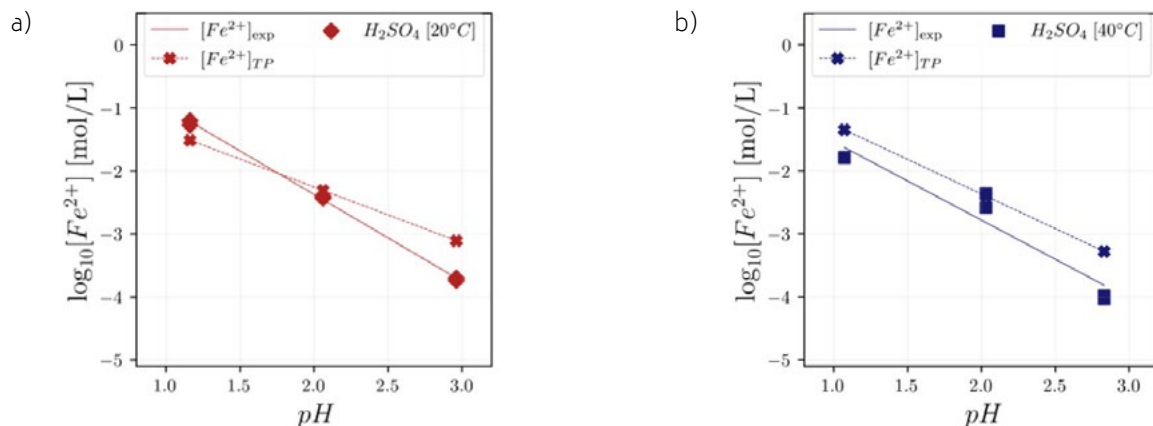 a)
[Fe²⁺]exp
H₂SO₄ [20°C]
[Fe²⁺]TP
0
−1
−2
−3
−4
−5
log₁₀[Fe²⁺] [mol/L]
1.0 1.5 2.0 2.5 3.0
pH
b)
[Fe²⁺]exp
H₂SO₄ [40°C]
[Fe²⁺]TP
0
−1
−2
−3
−4
−5
log₁₀[Fe²⁺] [mol/L]
1.0 1.5 2.0 2.5 3.0
pH